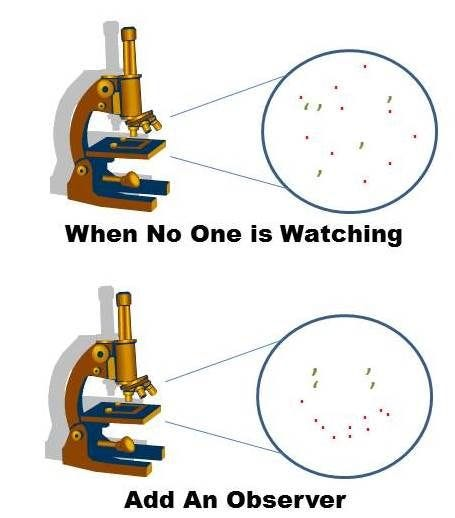 When No One is Watching
Add An Observer